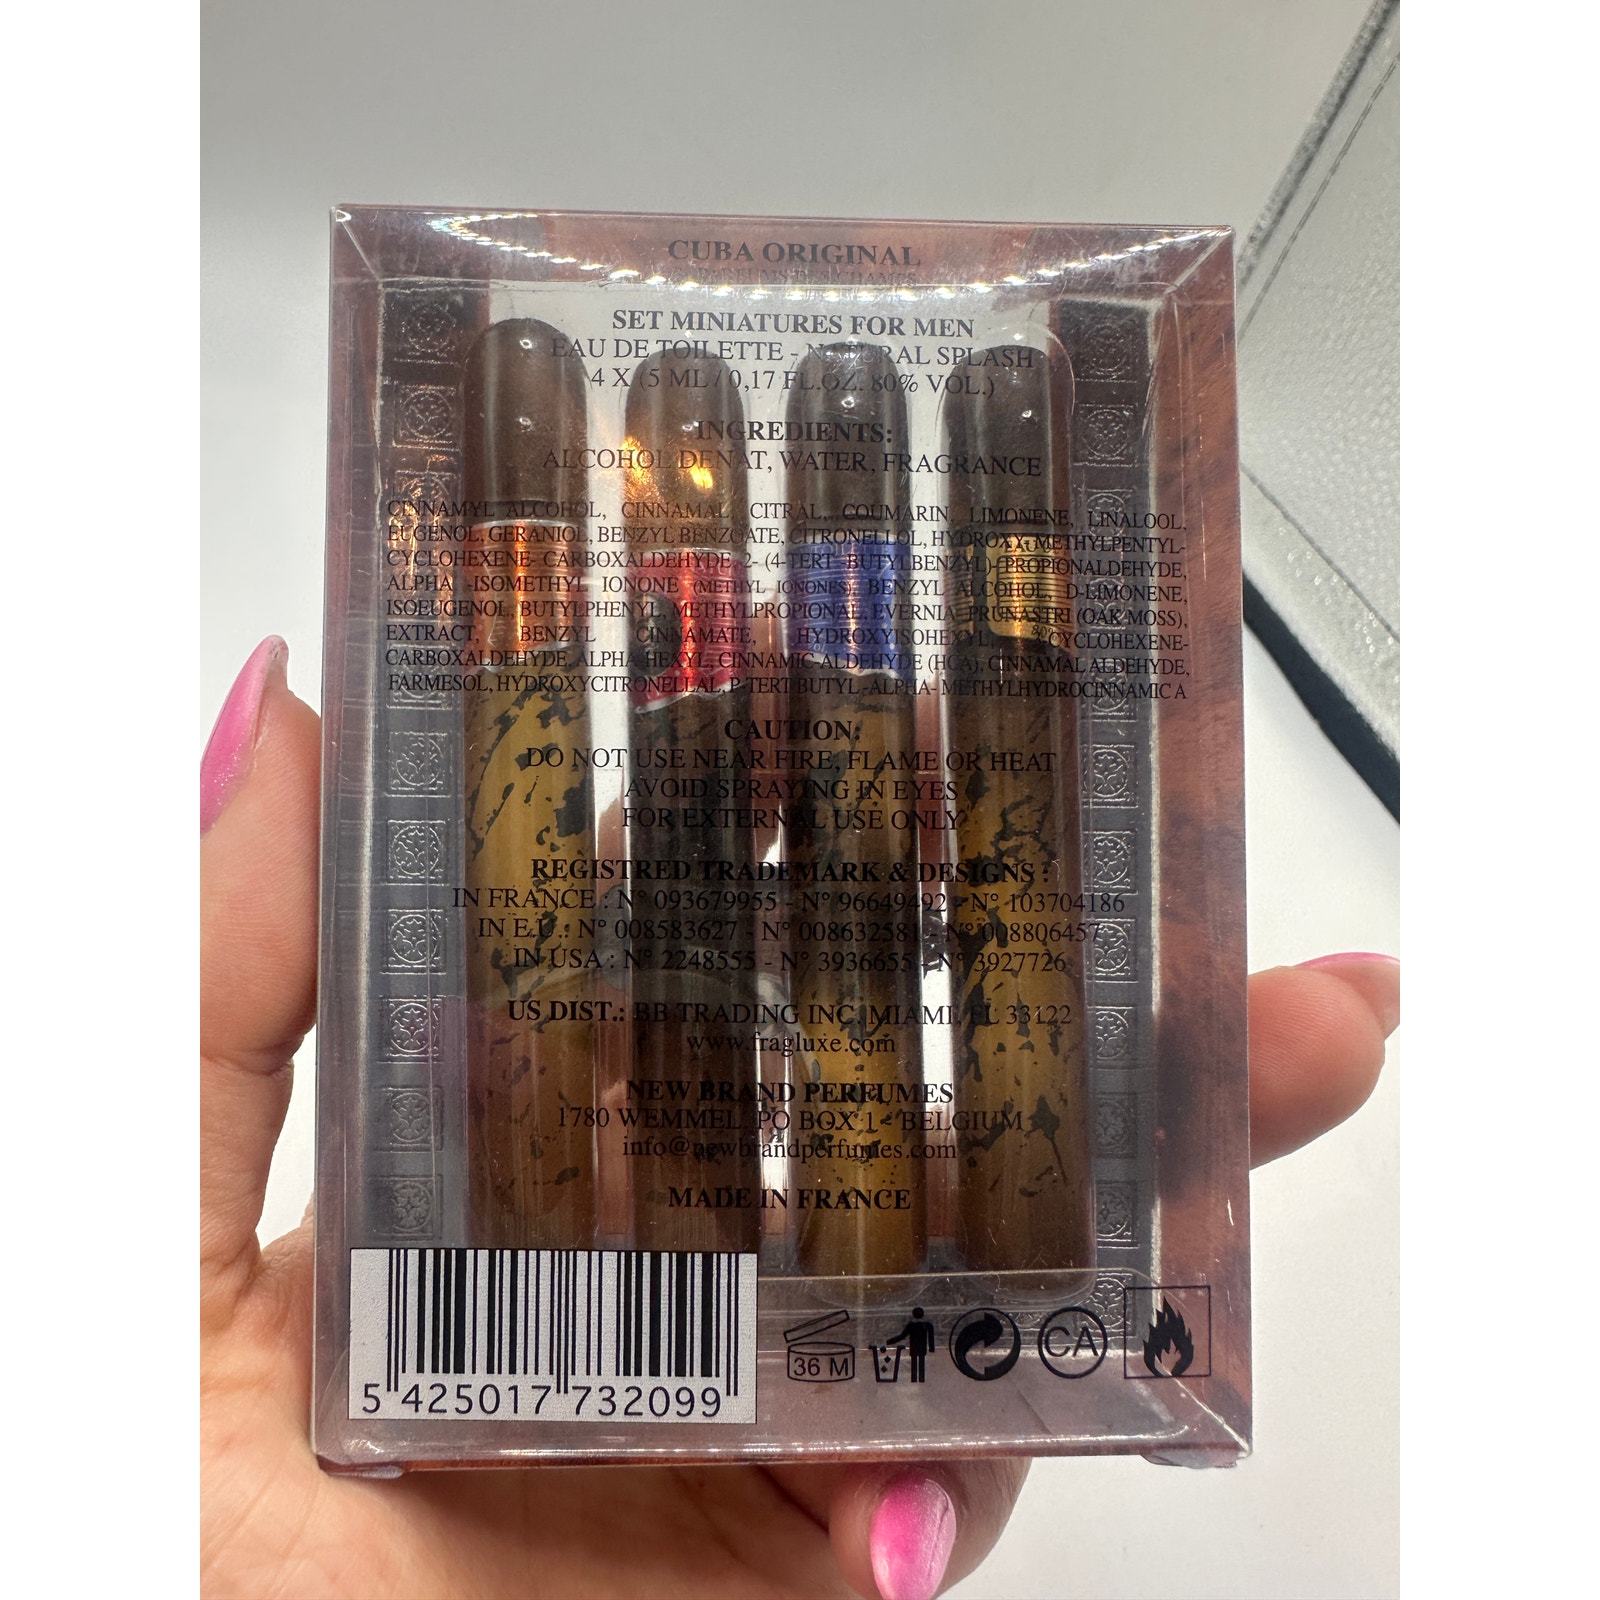 CUBA ORIGINAL
SET MINIATURES FOR MEN
EAU DE TOILETTE - NATURAL SPLASH
4 X (5 ML / 0,17 FL.OZ. 80% VOL.)
INGREDIENTS:
ALCOHOL DENAT, WATER, FRAGRANCE
CINNAMYL ALCOHOL, CINNAMAL, CITRAL, COUMARIN, LIMONENE, LINALOOL,
EUGENOL, GERANIOL, BENZYL BENZOATE, CITRONELLOL, HYDROXY-METHYLPENTYL-
CYCLOHEXENE- CARBOXALDEHYDE, 2- (4-TERT -BUTYLBENZYL)- PROPIONALDEHYDE,
ALPHA -ISOMETHYL IONONE (METHYL IONONES), BENZYL ALCOHOL, D-LIMONENE,
ISOEUGENOL, BUTYLPHENYL, METHYLPROPIONAL, EVERNIA PRUNASTRI (OAK MOSS),
EXTRACT, BENZYL CINNAMATE, HYDROXYISOHEXYL, CYCLOHEXENE-
CARBOXALDEHYDE, ALPHA-HEXYL, CINNAMIC-ALDEHYDE (HCA), CINNAMAL ALDEHYDE,
FARMESOL, HYDROXYCITRONELLAL, P-TERT-BUTYL -ALPHA- METHYLHYDROCINNAMIC A
CAUTION:
DO NOT USE NEAR FIRE, FLAME OR HEAT
AVOID SPRAYING IN EYES
FOR EXTERNAL USE ONLY
REGISTRED TRADEMARK & DESIGNS :
IN FRANCE : N° 093679955 - N° 96649492 - N° 103704186
IN E.U.: N° 008583627 - N° 008632581 - N° 008806457
IN USA : N° 2248555 - N° 3936655 - N° 3927726
US DIST.: BB TRADING INC, MIAMI, FL 33122
www.fragluxe.com
NEW BRAND PERFUMES
1780 WEMMEL, PO BOX 1 - BELGIUM
info@newbrandperfumes.com
MADE IN FRANCE
5 425017 732099
36 M
CA